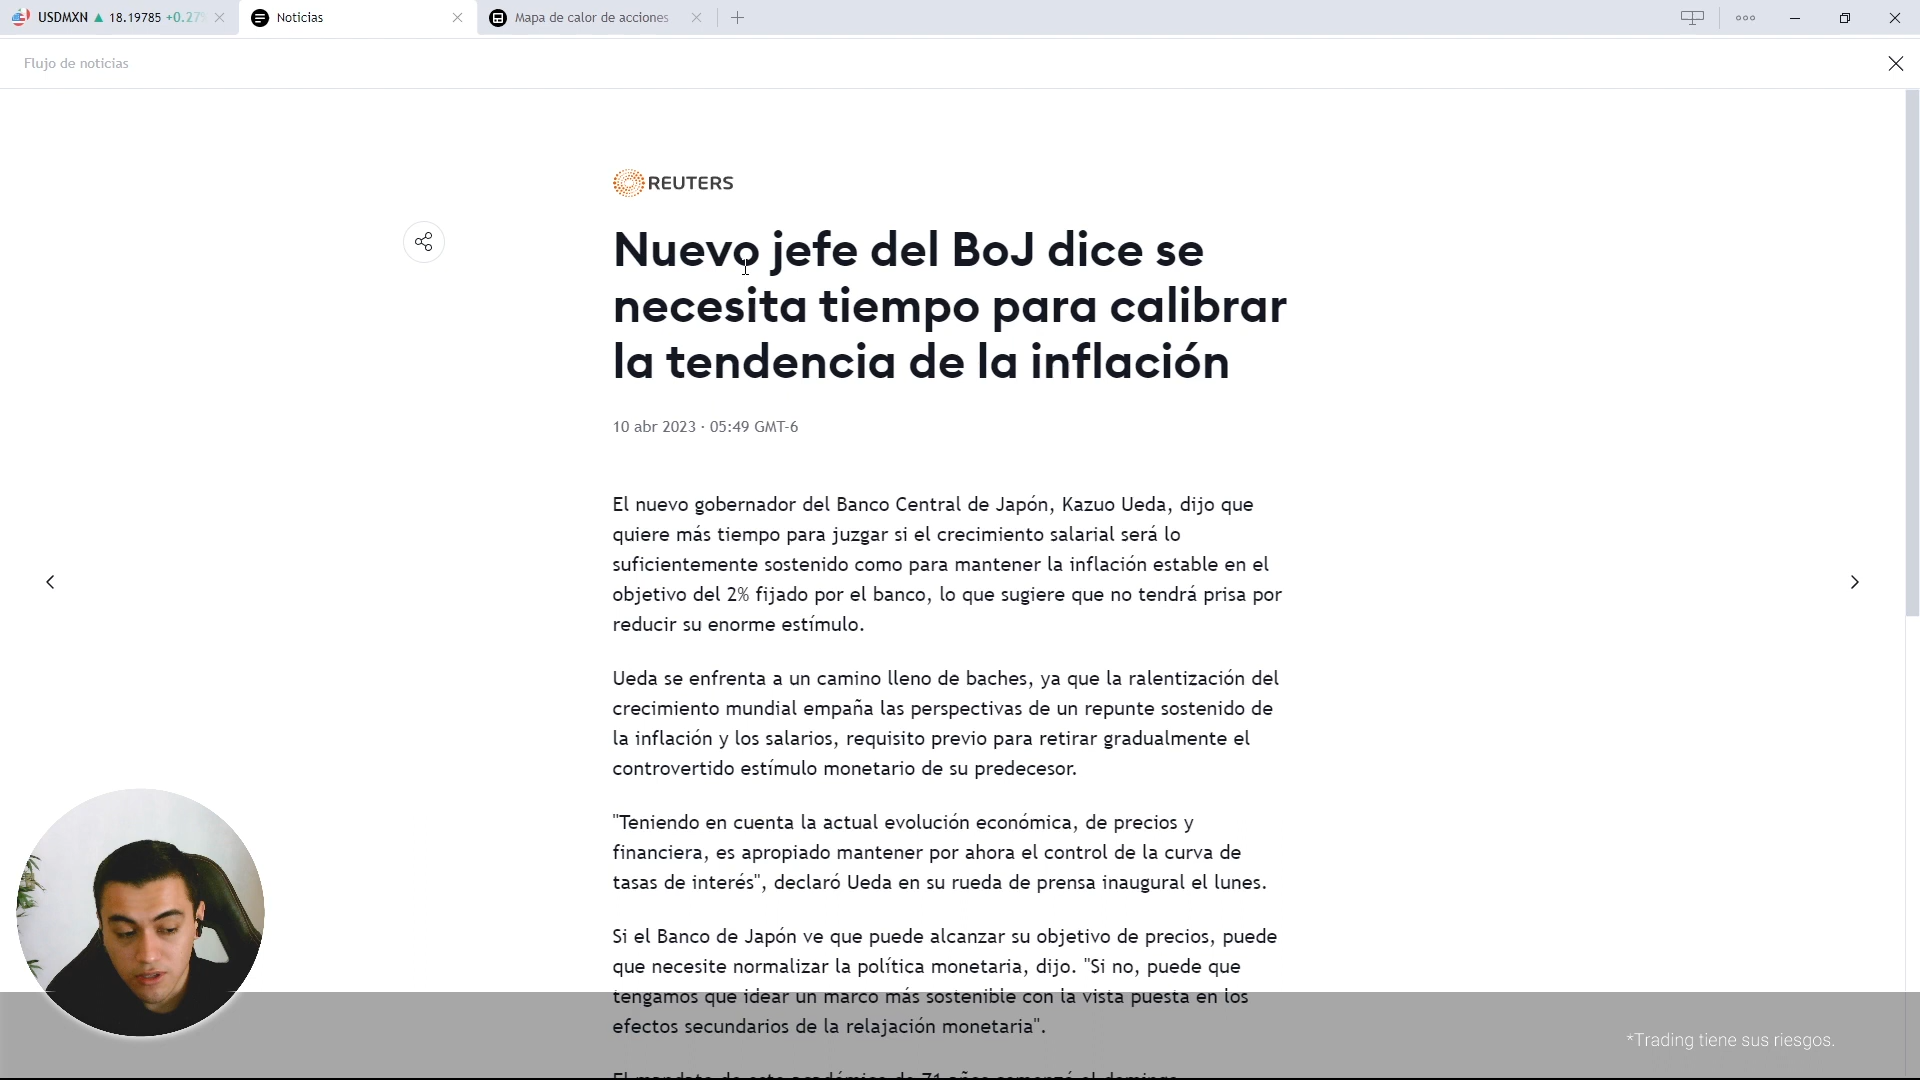 USDMXN ▲ 18.19785 +0.27%
Noticias
Mapa de calor de acciones
Flujo de noticias
REUTERS
Nuevo jefe del BoJ dice se
necesita tiempo para calibrar
la tendencia de la inflación
10 abr 2023 · 05:49 GMT-6
El nuevo gobernador del Banco Central de Japón, Kazuo Ueda, dijo que
quiere más tiempo para juzgar si el crecimiento salarial será lo
suficientemente sostenido como para mantener la inflación estable en el
objetivo del 2% fijado por el banco, lo que sugiere que no tendrá prisa por
reducir su enorme estímulo.
Ueda se enfrenta a un camino lleno de baches, ya que la ralentización del
crecimiento mundial empaña las perspectivas de un repunte sostenido de
la inflación y los salarios, requisito previo para retirar gradualmente el
controvertido estímulo monetario de su predecesor.
"Teniendo en cuenta la actual evolución económica, de precios y
financiera, es apropiado mantener por ahora el control de la curva de
tasas de interés", declaró Ueda en su rueda de prensa inaugural el lunes.
Si el Banco de Japón ve que puede alcanzar su objetivo de precios, puede
que necesite normalizar la política monetaria, dijo. "Si no, puede que
tengamos que idear un marco más sostenible con la vista puesta en los
efectos secundarios de la relajación monetaria".
*Trading tiene sus riesgos.
El mandato de este académico de 71 años comenzó el domingo